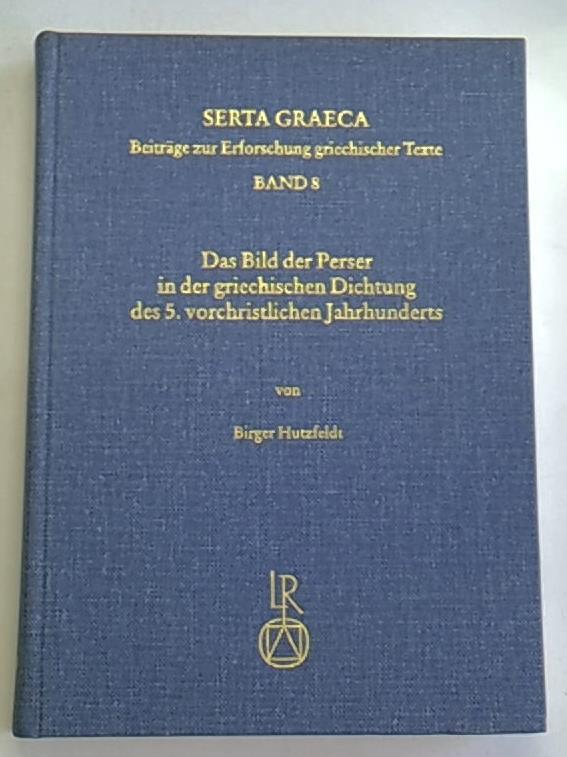 SERTA GRAECA
Beiträge zur Erforschung griechischer Texte
BAND 8
Das Bild der Perser
in der griechischen Dichtung
des 5. vorchristlichen Jahrhunderts
von
Birger Hutzfeldt
LR